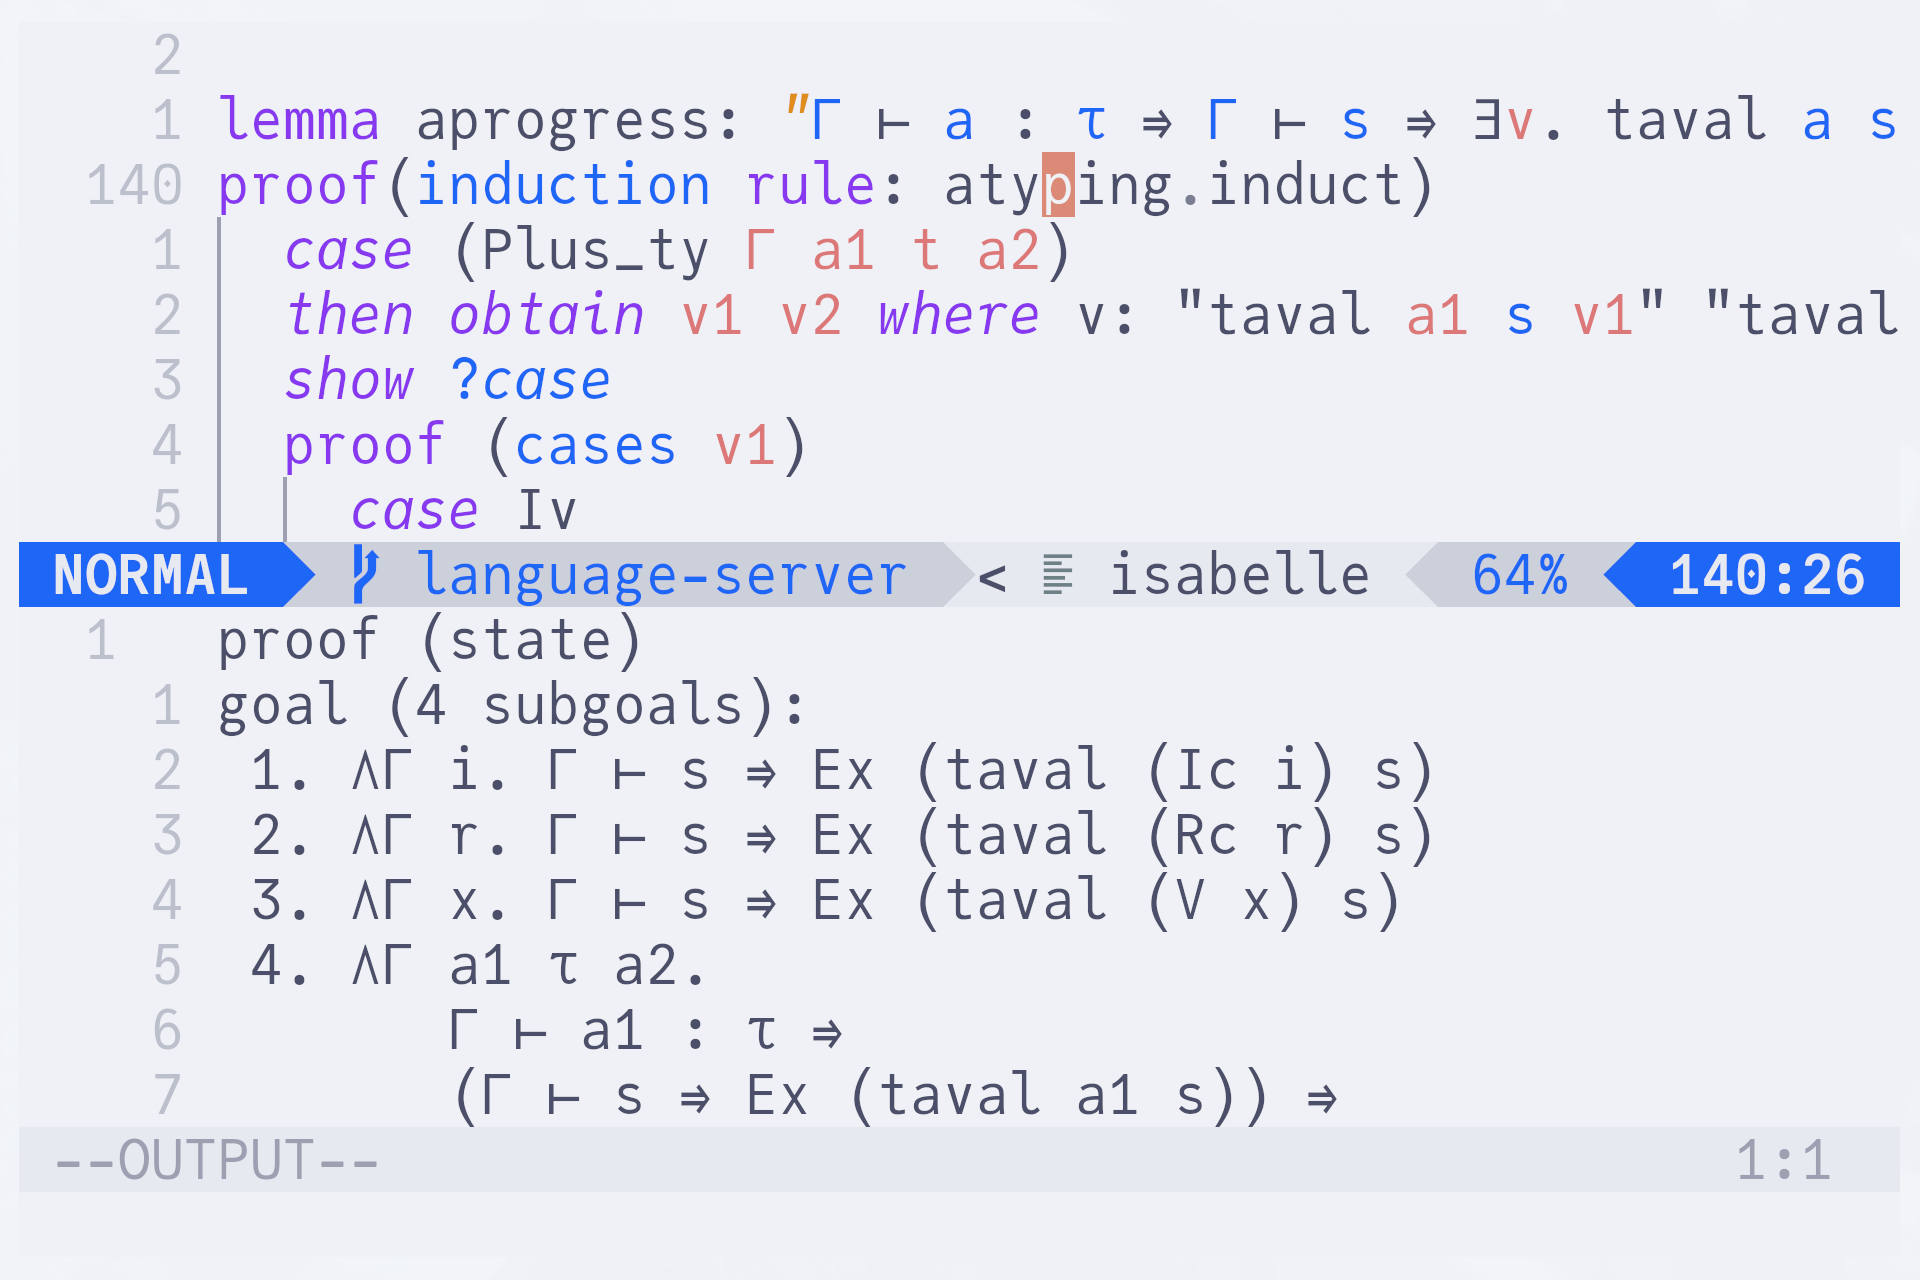 2
1 lemma aprogress: "Γ ⊢ a : τ ⇒ Γ ⊢ s ⇒ ∃v. taval a s
140 proof(induction rule: atyping.induct)
1 case (Plus_ty Γ a1 t a2)
2 then obtain v1 v2 where v: "taval a1 s v1" "taval
3 show ?case
4 proof (cases v1)
5 case Iv
NORMAL language-server < isabelle 64% 140:26
1 proof (state)
1 goal (4 subgoals):
2 1. ⋀Γ i. Γ ⊢ s ⇒ Ex (taval (Ic i) s)
3 2. ⋀Γ r. Γ ⊢ s ⇒ Ex (taval (Rc r) s)
4 3. ⋀Γ x. Γ ⊢ s ⇒ Ex (taval (V x) s)
5 4. ⋀Γ a1 τ a2.
6 Γ ⊢ a1 : τ ⇒
7 (Γ ⊢ s ⇒ Ex (taval a1 s)) ⇒
--OUTPUT-- 1:1